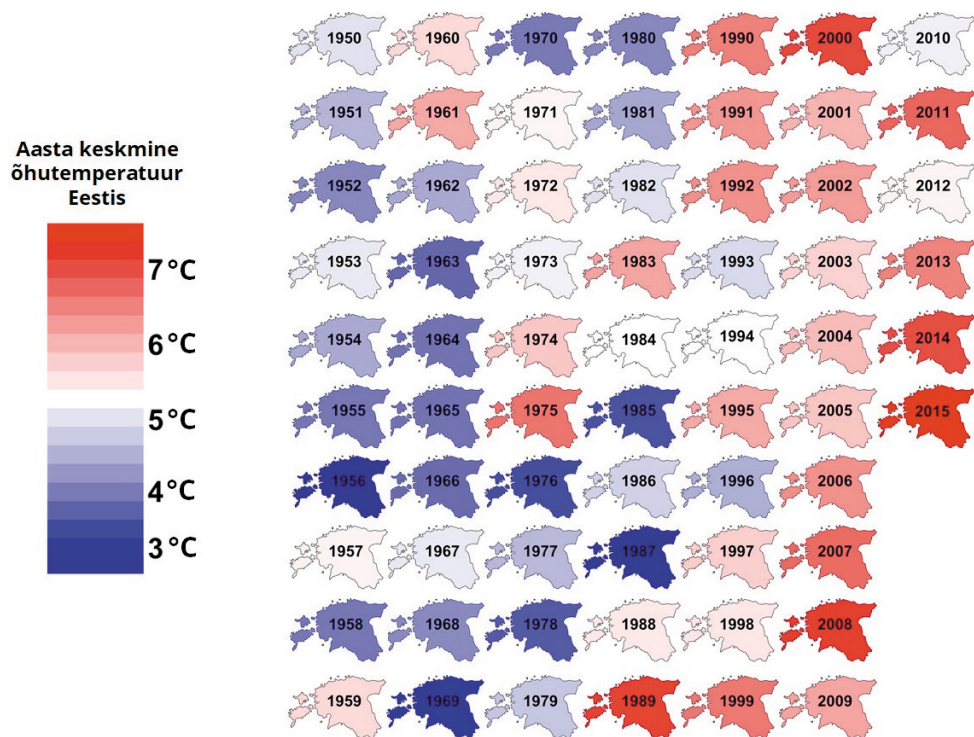 Aasta keskmine
õhutemperatuur
Eestis
7°C
6°C
5°C
4°C
3°C
1950 1960 1970 1980 1990 2000 2010
1951 1961 1971 1981 1991 2001 2011
1952 1962 1972 1982 1992 2002 2012
1953 1963 1973 1983 1993 2003 2013
1954 1964 1974 1984 1994 2004 2014
1955 1965 1975 1985 1995 2005 2015
1956 1966 1976 1986 1996 2006
1957 1967 1977 1987 1997 2007
1958 1968 1978 1988 1998 2008
1959 1969 1979 1989 1999 2009